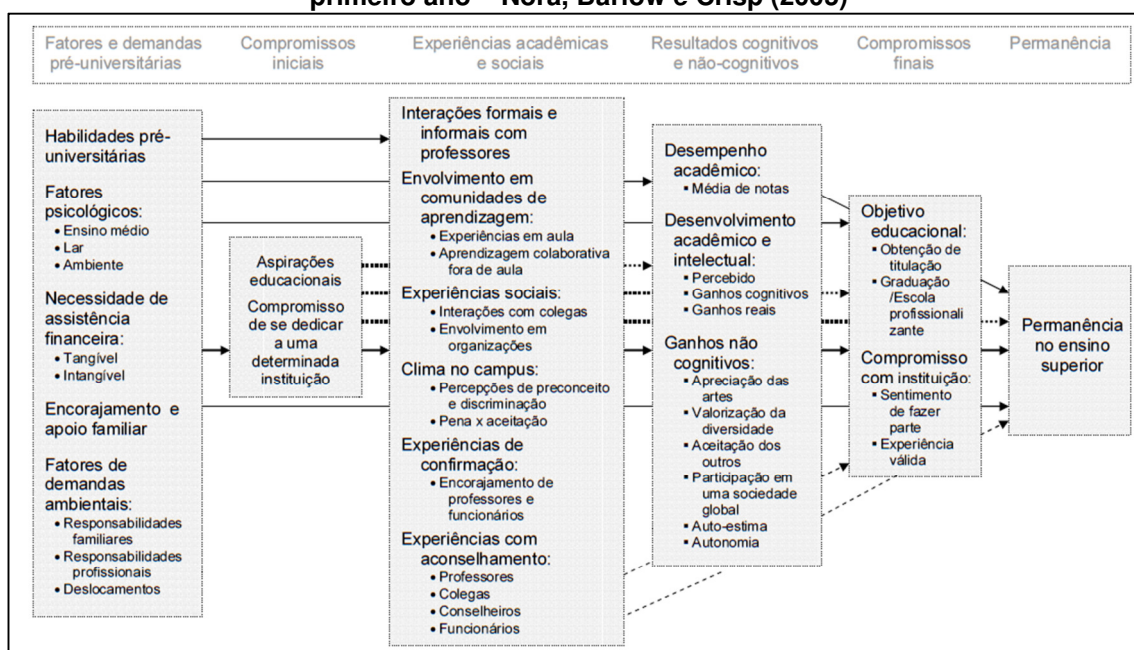 primeiro ano – Nora, Barlow e Crisp (2005)
Fatores e demandas
pré-universitárias
Compromissos
iniciais
Experiências acadêmicas
e sociais
Resultados cognitivos
e não-cognitivos
Compromissos
finais
Permanência
Habilidades pré-
universitárias
Fatores
psicológicos:
• Ensino médio
• Lar
• Ambiente
Necessidade de
assistência
financeira:
• Tangível
• Intangível
Encorajamento e
apoio familiar
Fatores de
demandas
ambientais:
• Responsabilidades
familiares
• Responsabilidades
profissionais
• Deslocamentos
Aspirações
educacionais
Compromisso
de se dedicar
a uma
determinada
instituição
Interações formais e
informais com
professores
Envolvimento em
comunidades de
aprendizagem:
• Experiências em aula
• Aprendizagem colaborativa
fora de aula
Experiências sociais:
• Interações com colegas
• Envolvimento em
organizações
Clima no campus:
• Percepções de preconceito
e discriminação
• Pena x aceitação
Experiências de
confirmação:
• Encorajamento de
professores e
funcionários
Experiências com
aconselhamento:
• Professores
• Colegas
• Conselheiros
• Funcionários
Desempenho
acadêmico:
▪ Média de notas
Desenvolvimento
acadêmico e
intelectual:
▪ Percebido
▪ Ganhos cognitivos
▪ Ganhos reais
Ganhos não
cognitivos:
▪ Apreciação das
artes
▪ Valorização da
diversidade
▪ Aceitação dos
outros
▪ Participação em
uma sociedade
global
▪ Auto-estima
▪ Autonomia
Objetivo
educacional:
▪ Obtenção de
titulação
▪ Graduação
/Escola
profissionali
zante
Compromisso
com instituição:
▪ Sentimento
de fazer
parte
▪ Experiência
válida
Permanência
no ensino
superior